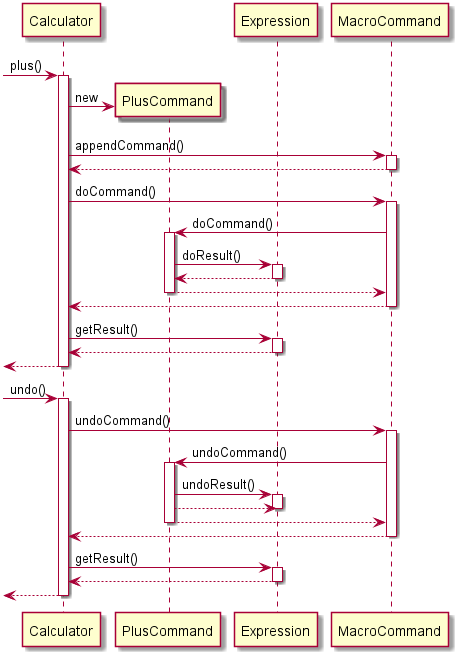 Calculator
Expression
MacroCommand
plus()
new
PlusCommand
appendCommand()
doCommand()
doCommand()
doResult()
getResult()
undo()
undoCommand()
undoCommand()
undoResult()
getResult()
Calculator
PlusCommand
Expression
MacroCommand